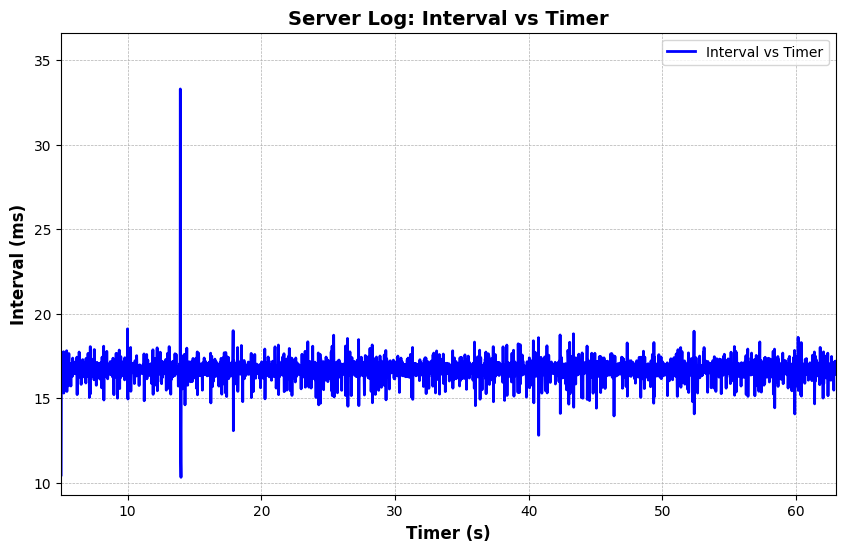 Server Log: Interval vs Timer
Interval vs Timer
35
30
25
20
15
10
Interval (ms)
10 20 30 40 50 60
Timer (s)